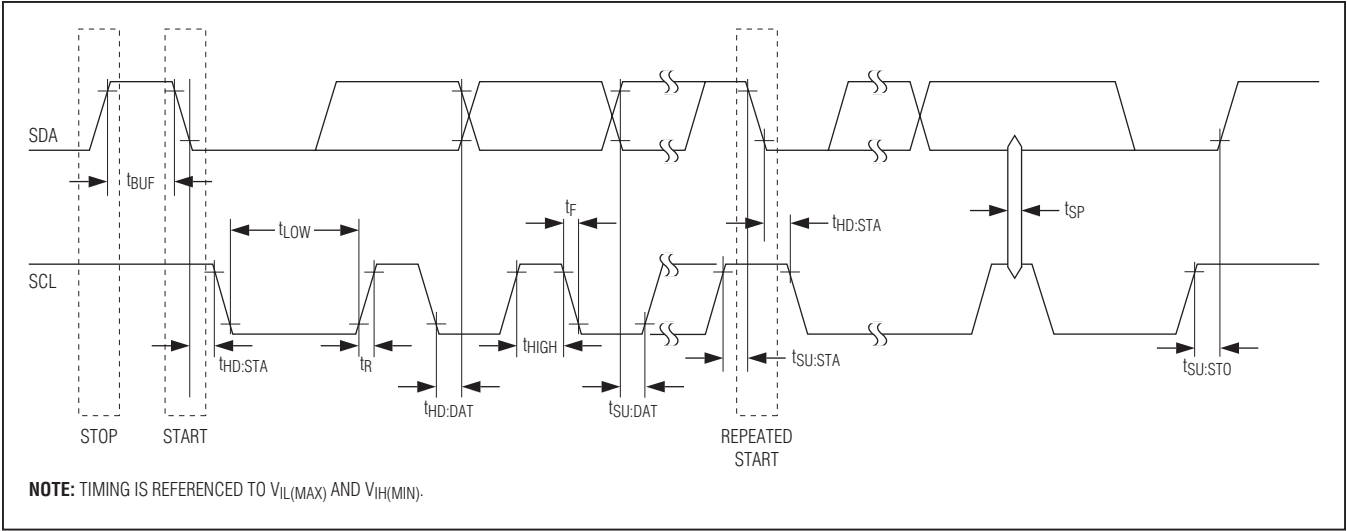 SDA
tBUF
tLOW
tF
tHD:STA
tSP
SCL
tHD:STA
tR
tHIGH
tSU:STA
tSU:STO
tHD:DAT
tSU:DAT
STOP
START
REPEATED
START
NOTE: TIMING IS REFERENCED TO VIL(MAX) AND VIH(MIN).